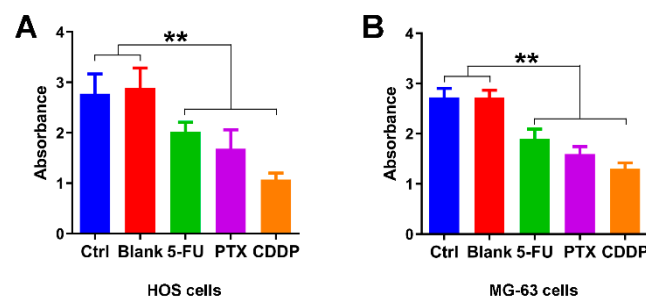 A
Absorbance
4
3
2
1
0
**
Ctrl Blank 5-FU PTX CDDP
HOS cells
B
Absorbance
4
3
2
1
0
**
Ctrl Blank 5-FU PTX CDDP
MG-63 cells